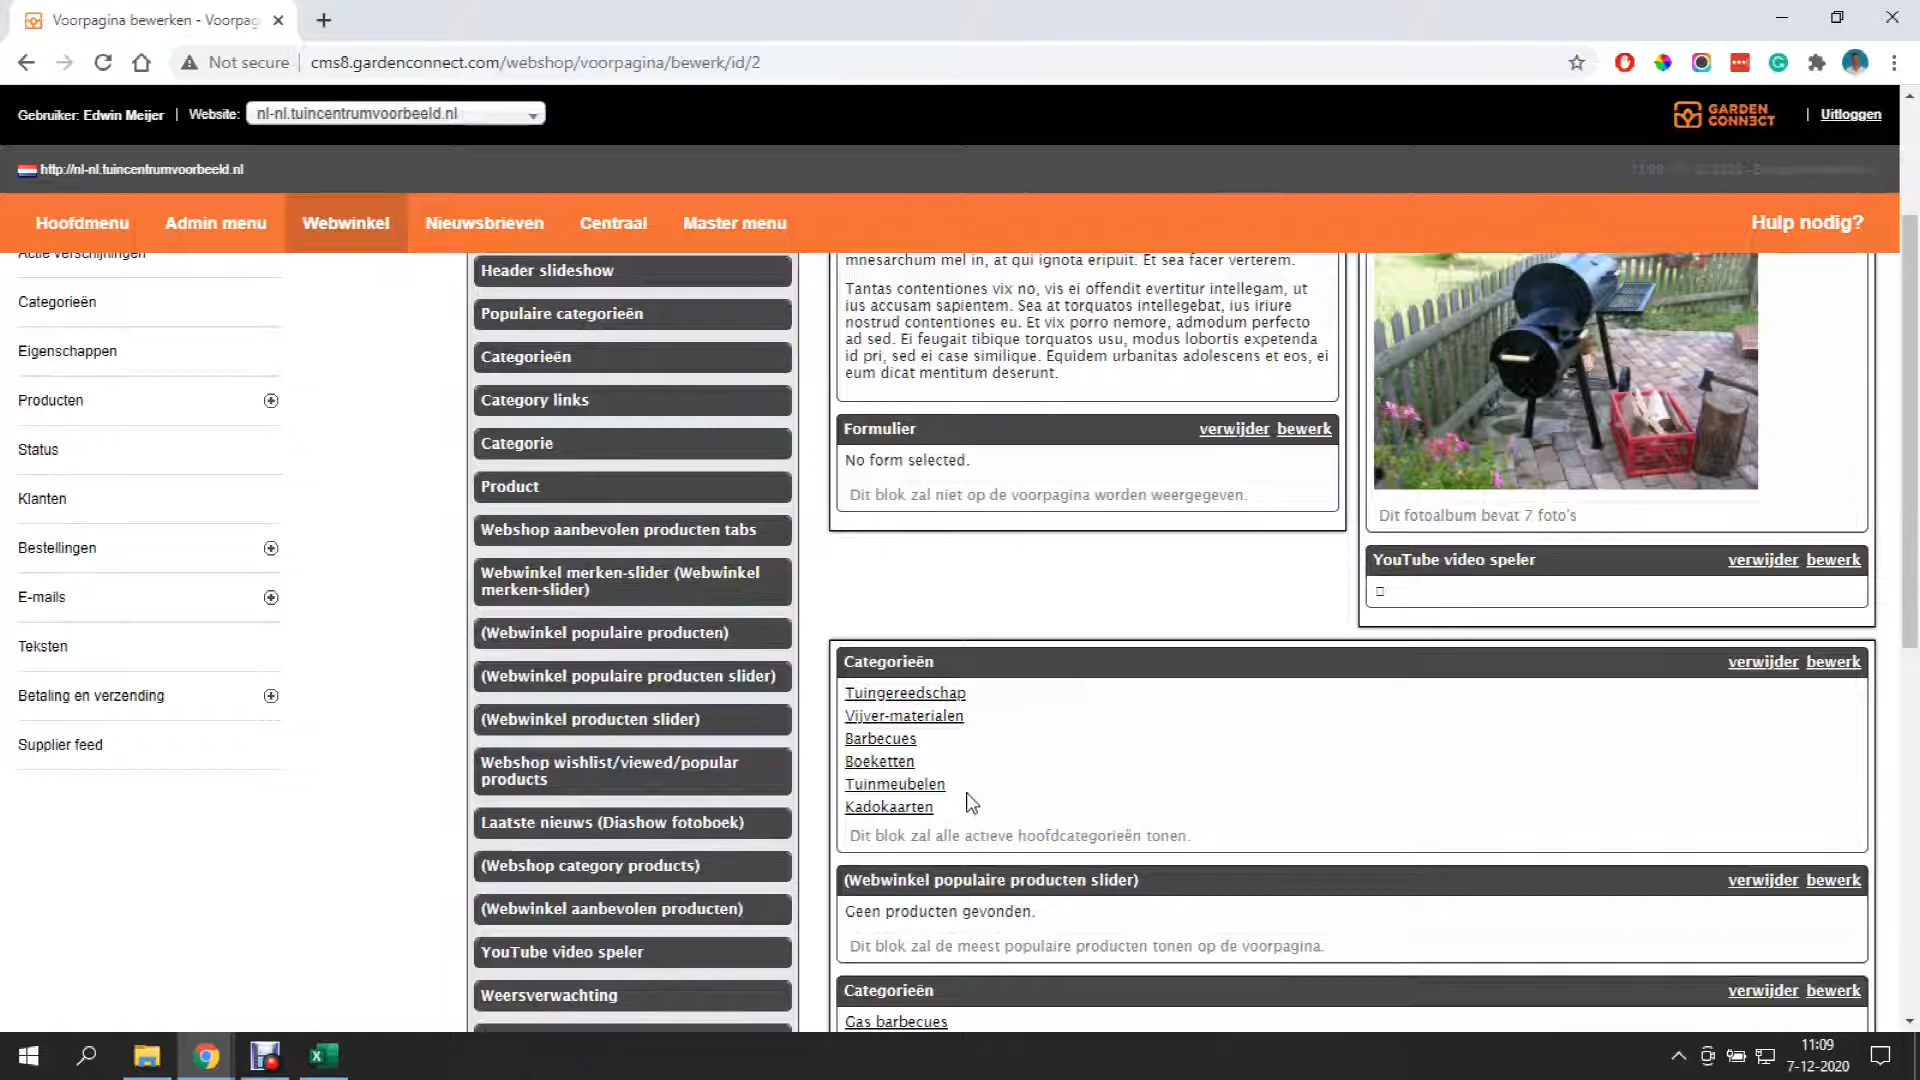 Voorpagina bewerken - Voorpag
Not secure
cms8.gardenconnect.com/webshop/voorpagina/bewerk/id/2
Gebruiker: Edwin Meijer | Website: nl-nl.tuincentrumvoorbeeld.nl
GARDEN
CONNECT
| Uitloggen
http://nl-nl.tuincentrumvoorbeeld.nl
Hoofdmenu
Admin menu
Webwinkel
Nieuwsbrieven
Centraal
Master menu
Hulp nodig?
Actie verschijningen
Categorieën
Eigenschappen
Producten
Status
Klanten
Bestellingen
E-mails
Teksten
Betaling en verzending
Supplier feed
Header slideshow
Populaire categorieën
Categorieën
Category links
Categorie
Product
Webshop aanbevolen producten tabs
Webwinkel merken-slider (Webwinkel
merken-slider)
(Webwinkel populaire producten)
(Webwinkel populaire producten slider)
(Webwinkel producten slider)
Webshop wishlist/viewed/popular
products
Laatste nieuws (Diashow fotoboek)
(Webshop category products)
(Webwinkel aanbevolen producten)
YouTube video speler
Weersverwachting
mnesarchum mel in, at qui ignota eripuit. Et sea facer verterem.
Tantas contentiones vix no, vis ei offendit evertitur intellegam, ut
ius accusam sapientem. Sea at torquatos intellegebat, ius iriure
nostrud contentiones eu. Et vix porro nemore, admodum perfecto
ad sed. Ei feugait tibique torquatos usu, modus lobortis expetenda
id pri, sed ei case similique. Equidem urbanitas adolescens et eos, ei
eum dicat mentitum deserunt.
Formulier verwijder bewerk
No form selected.
Dit blok zal niet op de voorpagina worden weergegeven.
Dit fotoalbum bevat 7 foto's
YouTube video speler verwijder bewerk
Categorieën verwijder bewerk
Tuingereedschap
Vijver-materialen
Barbecues
Boeketten
Tuinmeubelen
Kadokaarten
Dit blok zal alle actieve hoofdcategorieën tonen.
(Webwinkel populaire producten slider) verwijder bewerk
Geen producten gevonden.
Dit blok zal de meest populaire producten tonen op de voorpagina.
Categorieën verwijder bewerk
Gas barbecues
11:09
7-12-2020